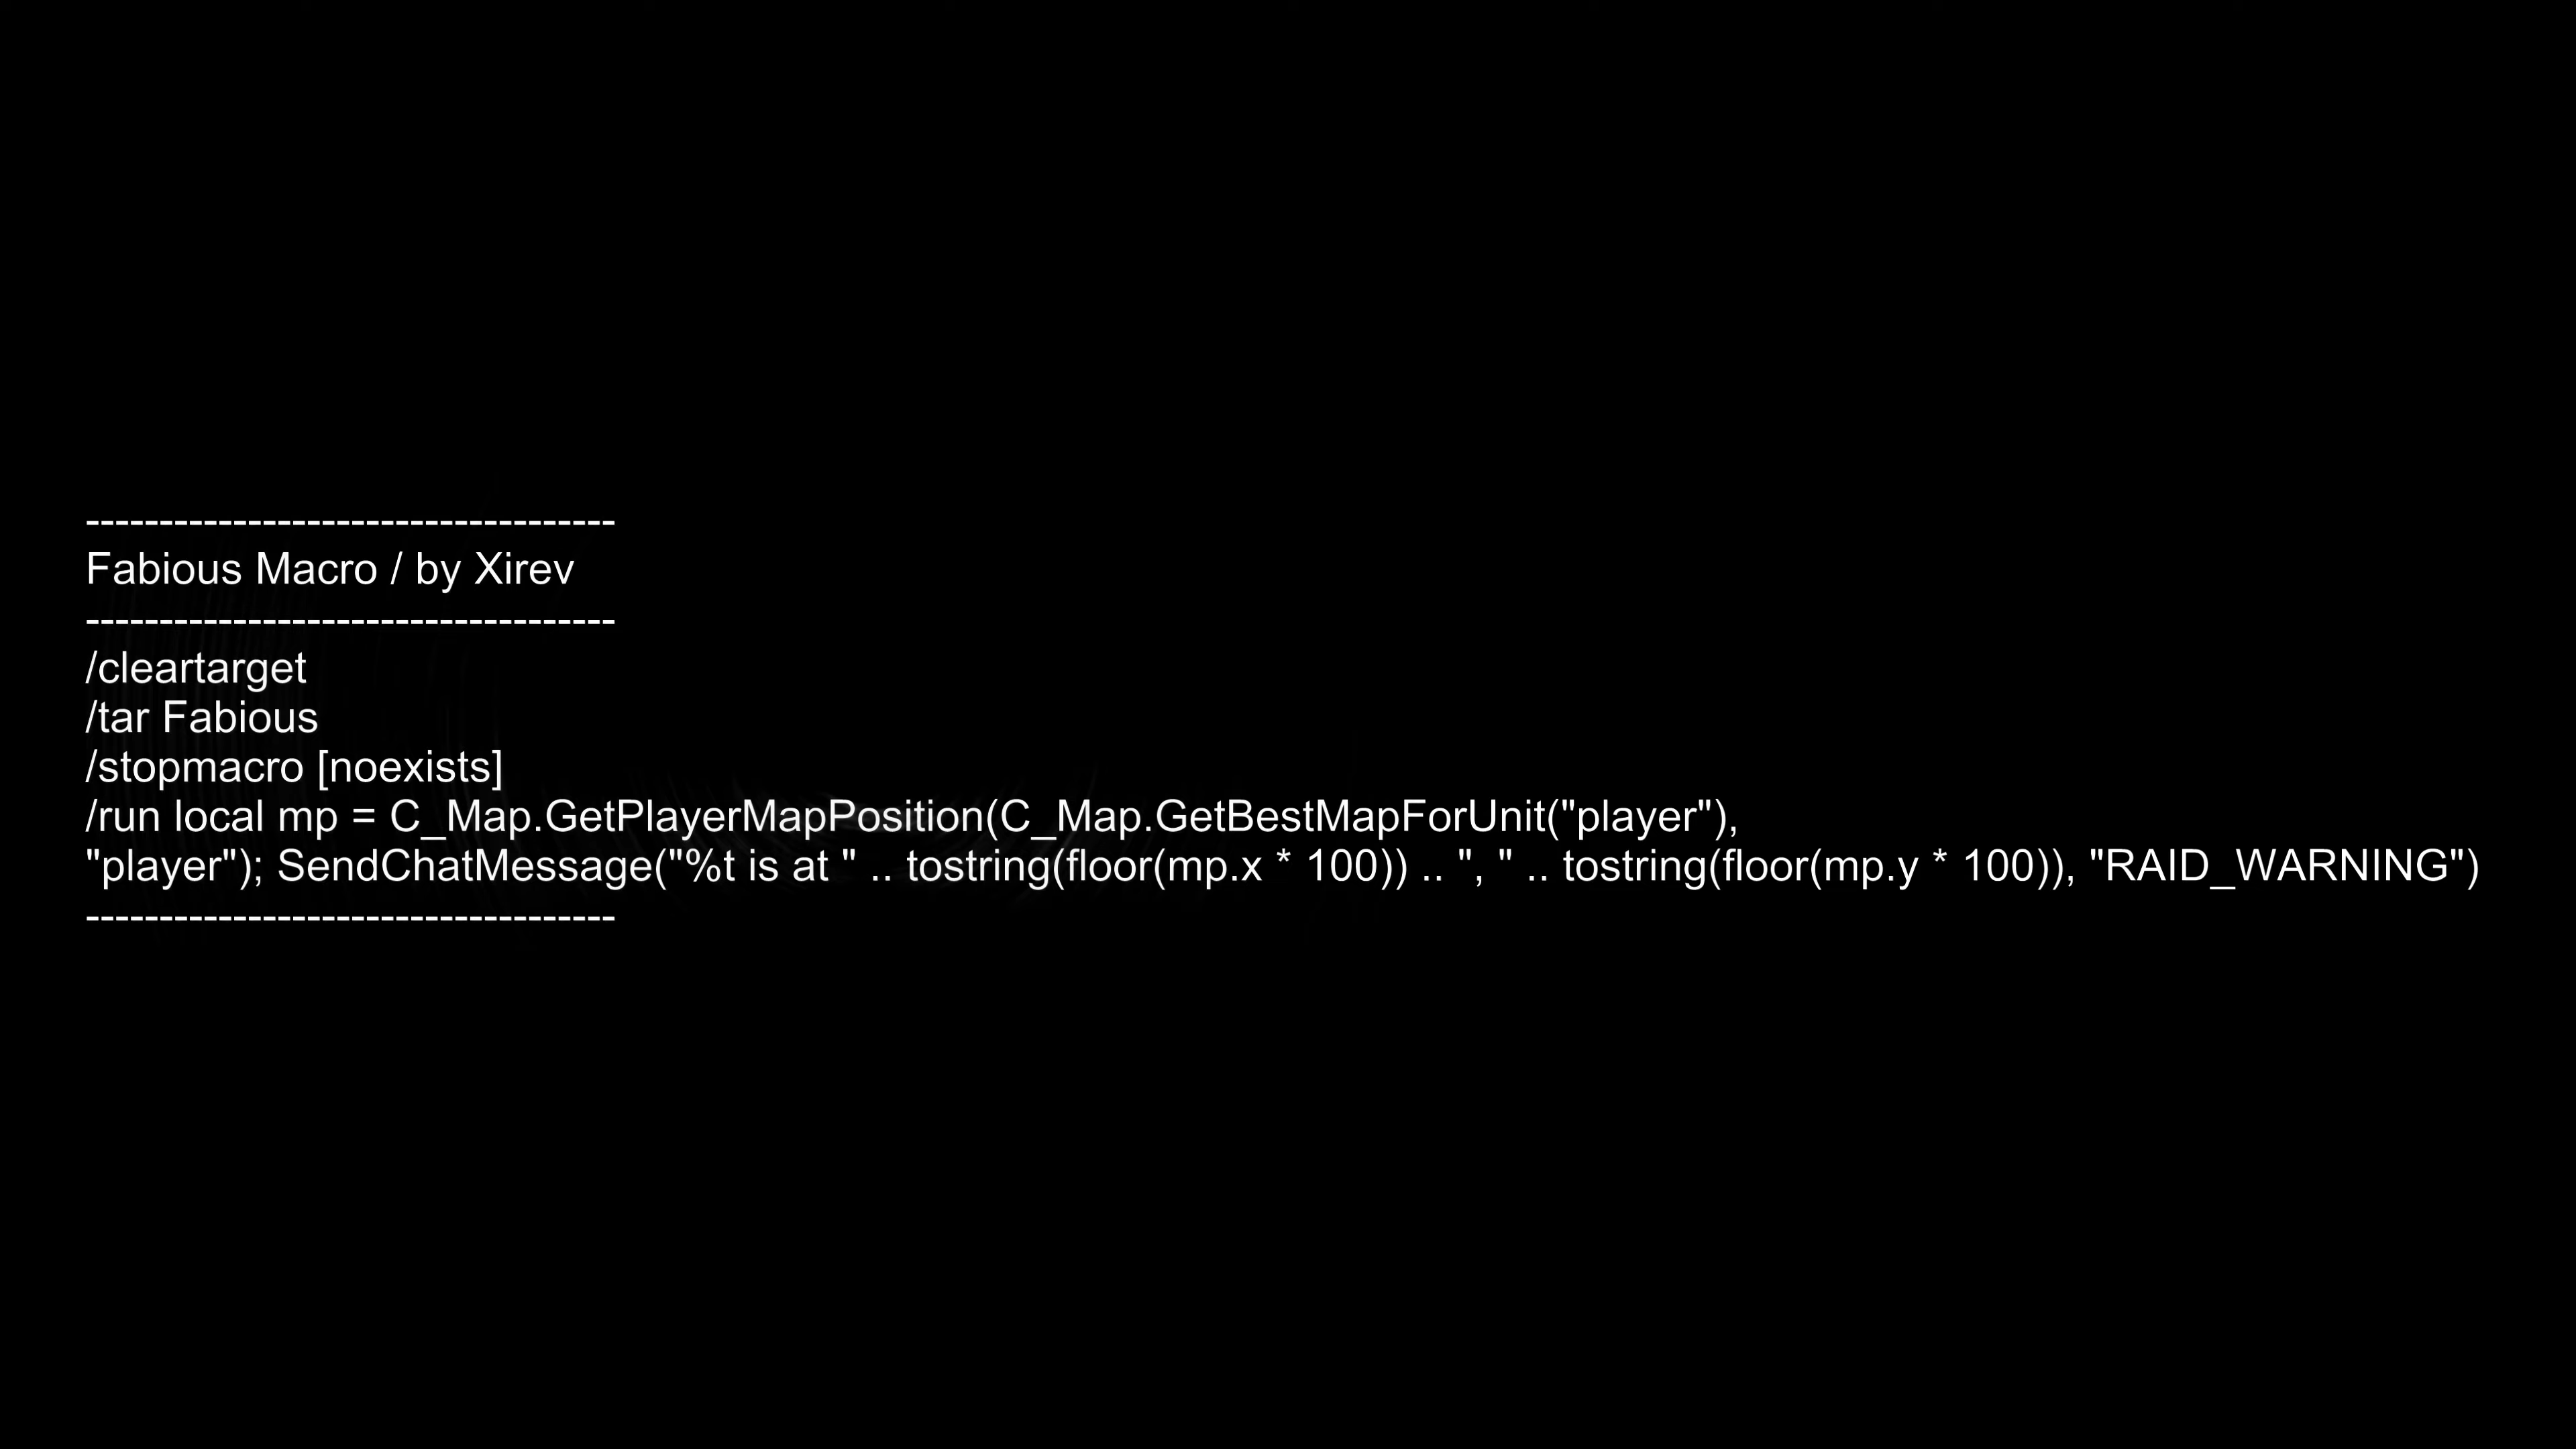 ------------------------------------
Fabious Macro / by Xirev
------------------------------------
/cleartarget
/tar Fabious
/stopmacro [noexists]
/run local mp = C_Map.GetPlayerMapPosition(C_Map.GetBestMapForUnit("player"),
"player"); SendChatMessage("%t is at " .. tostring(floor(mp.x * 100)) .. ", " .. tostring(floor(mp.y * 100)), "RAID_WARNING")
------------------------------------